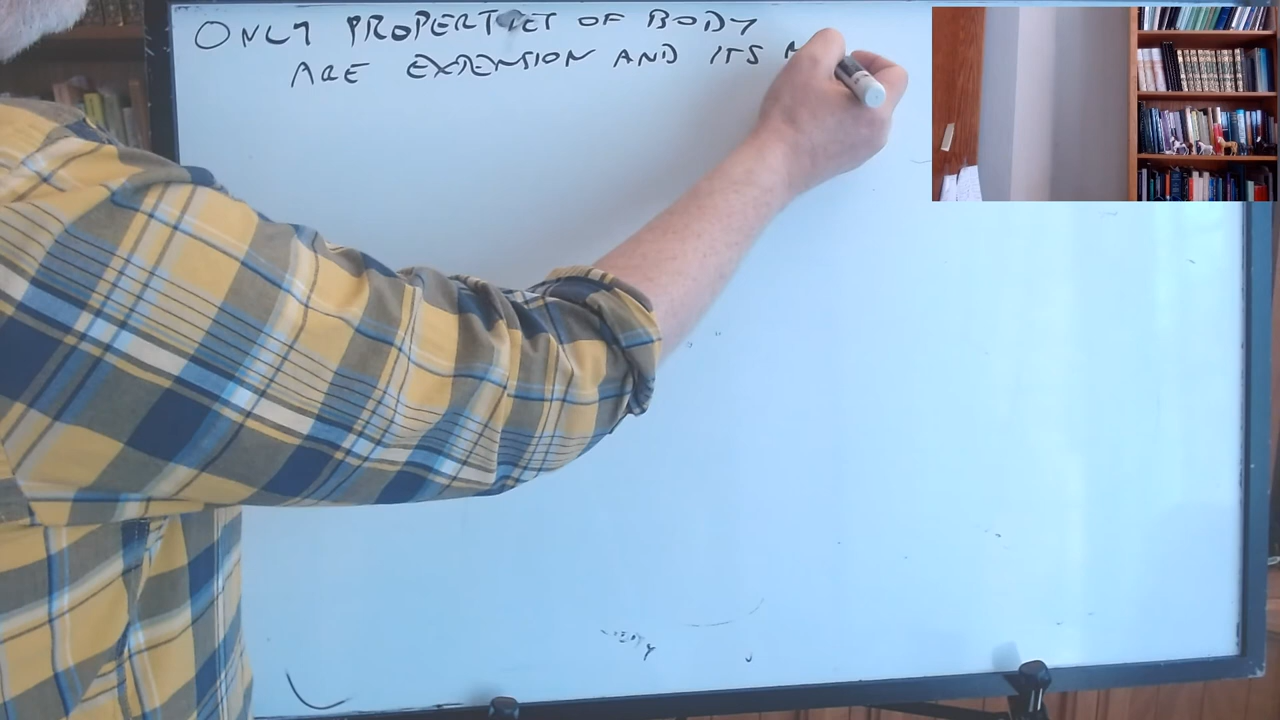 ONLY PROPERTIES OF BODY
ARE EXTENSION AND ITS M